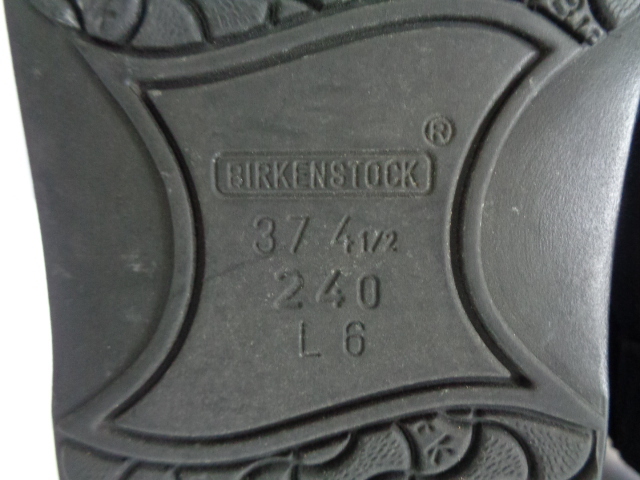 ®
BIRKENSTOCK
37 4 1/2
240
L 6